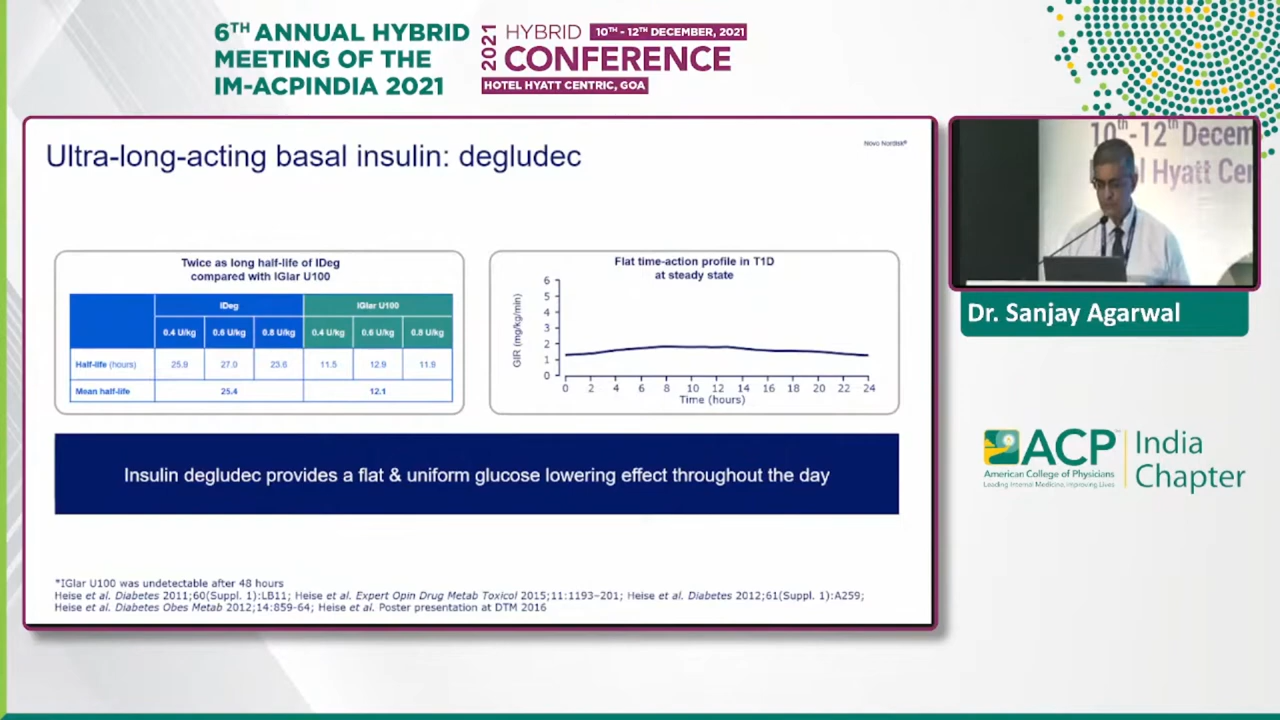 6TH ANNUAL HYBRID
MEETING OF THE
IM-ACPINDIA 2021
2021
HYBRID 10TH - 12TH DECEMBER, 2021
CONFERENCE
HOTEL HYATT CENTRIC, GOA
Ultra-long-acting basal insulin: degludec
Novo Nordisk®
Twice as long half-life of IDeg
compared with IGlar U100
IDeg IGlar U100
0.4 U/kg 0.6 U/kg 0.8 U/kg 0.4 U/kg 0.6 U/kg 0.8 U/kg
Half-life (hours) 25.9 27.0 23.6 11.5 12.9 11.9
Mean half-life 25.4 12.1
Flat time-action profile in T1D
at steady state
GIR (mg/kg/min)
6
5
4
3
2
1
0
0 2 4 6 8 10 12 14 16 18 20 22 24
Time (hours)
Insulin degludec provides a flat & uniform glucose lowering effect throughout the day
*IGlar U100 was undetectable after 48 hours
Heise et al. Diabetes 2011;60(Suppl. 1):LB11; Heise et al. Expert Opin Drug Metab Toxicol 2015;11:1193–201; Heise et al. Diabetes 2012;61(Suppl. 1):A259;
Heise et al. Diabetes Obes Metab 2012;14:859-64; Heise et al. Poster presentation at DTM 2016
10th -12th Decem
Hyatt Cen
Dr. Sanjay Agarwal
ACP
American College of Physicians
Leading Internal Medicine, Improving Lives
India
Chapter